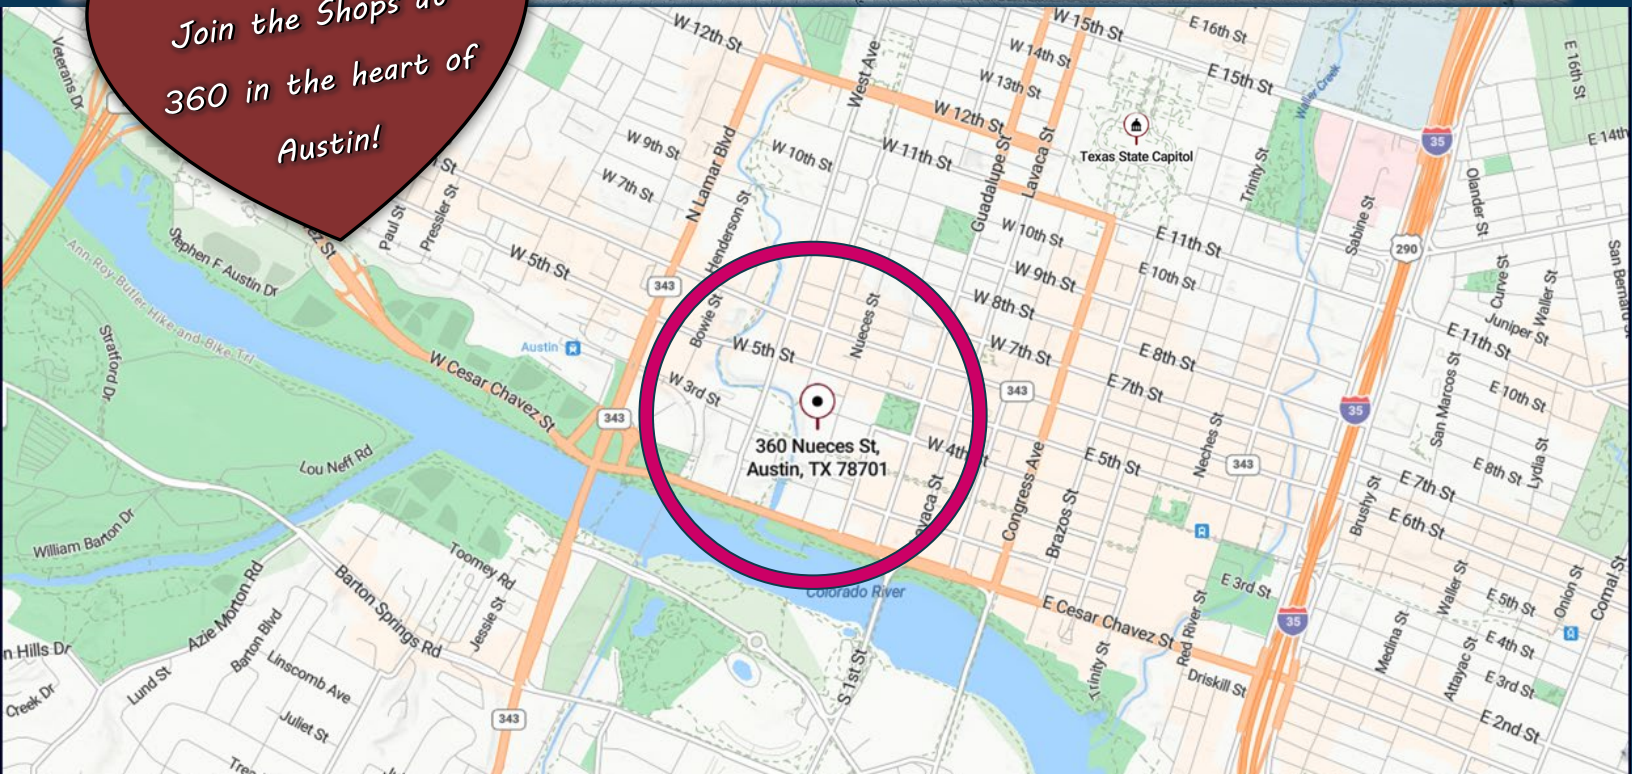 Join the Shops at
360 in the heart of
Austin!
Veterans Dr
W 12th St
W 15th St
E 16th St
W 14th St
W 13th St
E 15th St
Waller Creek
E 16th St
West Ave
W 12th St
35
E 14th
Texas State Capitol
N Lamar Blvd
W 9th St
W 10th St
W 11th St
Guadalupe St
Lavaca St
Trinity St
Olander St
St
W 7th St
Paul St
Pressler St
Henderson St
W 10th St
E 11th St
Sabine St
290
Stephen F Austin Dr
W 5th St
W 9th St
E 10th St
San Bernard St
Curve St
Waller St
Juniper St
Ann Roy Butler Hike and Bike Trl
343
Bowie St
Nueces St
W 8th St
E 11th St
Stratford Dr
Austin
W 5th St
W 7th St
E 8th St
E 7th St
San Marcos St
E 10th St
W Cesar Chavez St
W 3rd St
343
343
35
360 Nueces St,
Austin, TX 78701
W 4th St
Lou Neff Rd
E 5th St
Neches St
343
E 8th St
Lydia St
E 7th St
Congress Ave
Brazos St
Brushy St
E 6th St
William Barton Dr
Toomey Rd
Barton Springs Rd
Azie Morton Rd
Colorado River
E 3rd St
Waller St
E 5th St
Onion St
Comal St
Jessie St
Barton Blvd
E Cesar Chavez St
Red River St
35
Medina St
E 4th St
n Hills Dr
Linscomb Ave
Lund St
S 1st St
Trinity St
Driskill St
Attayac St
E 3rd St
Creek Dr
Juliet St
343
E 2nd St